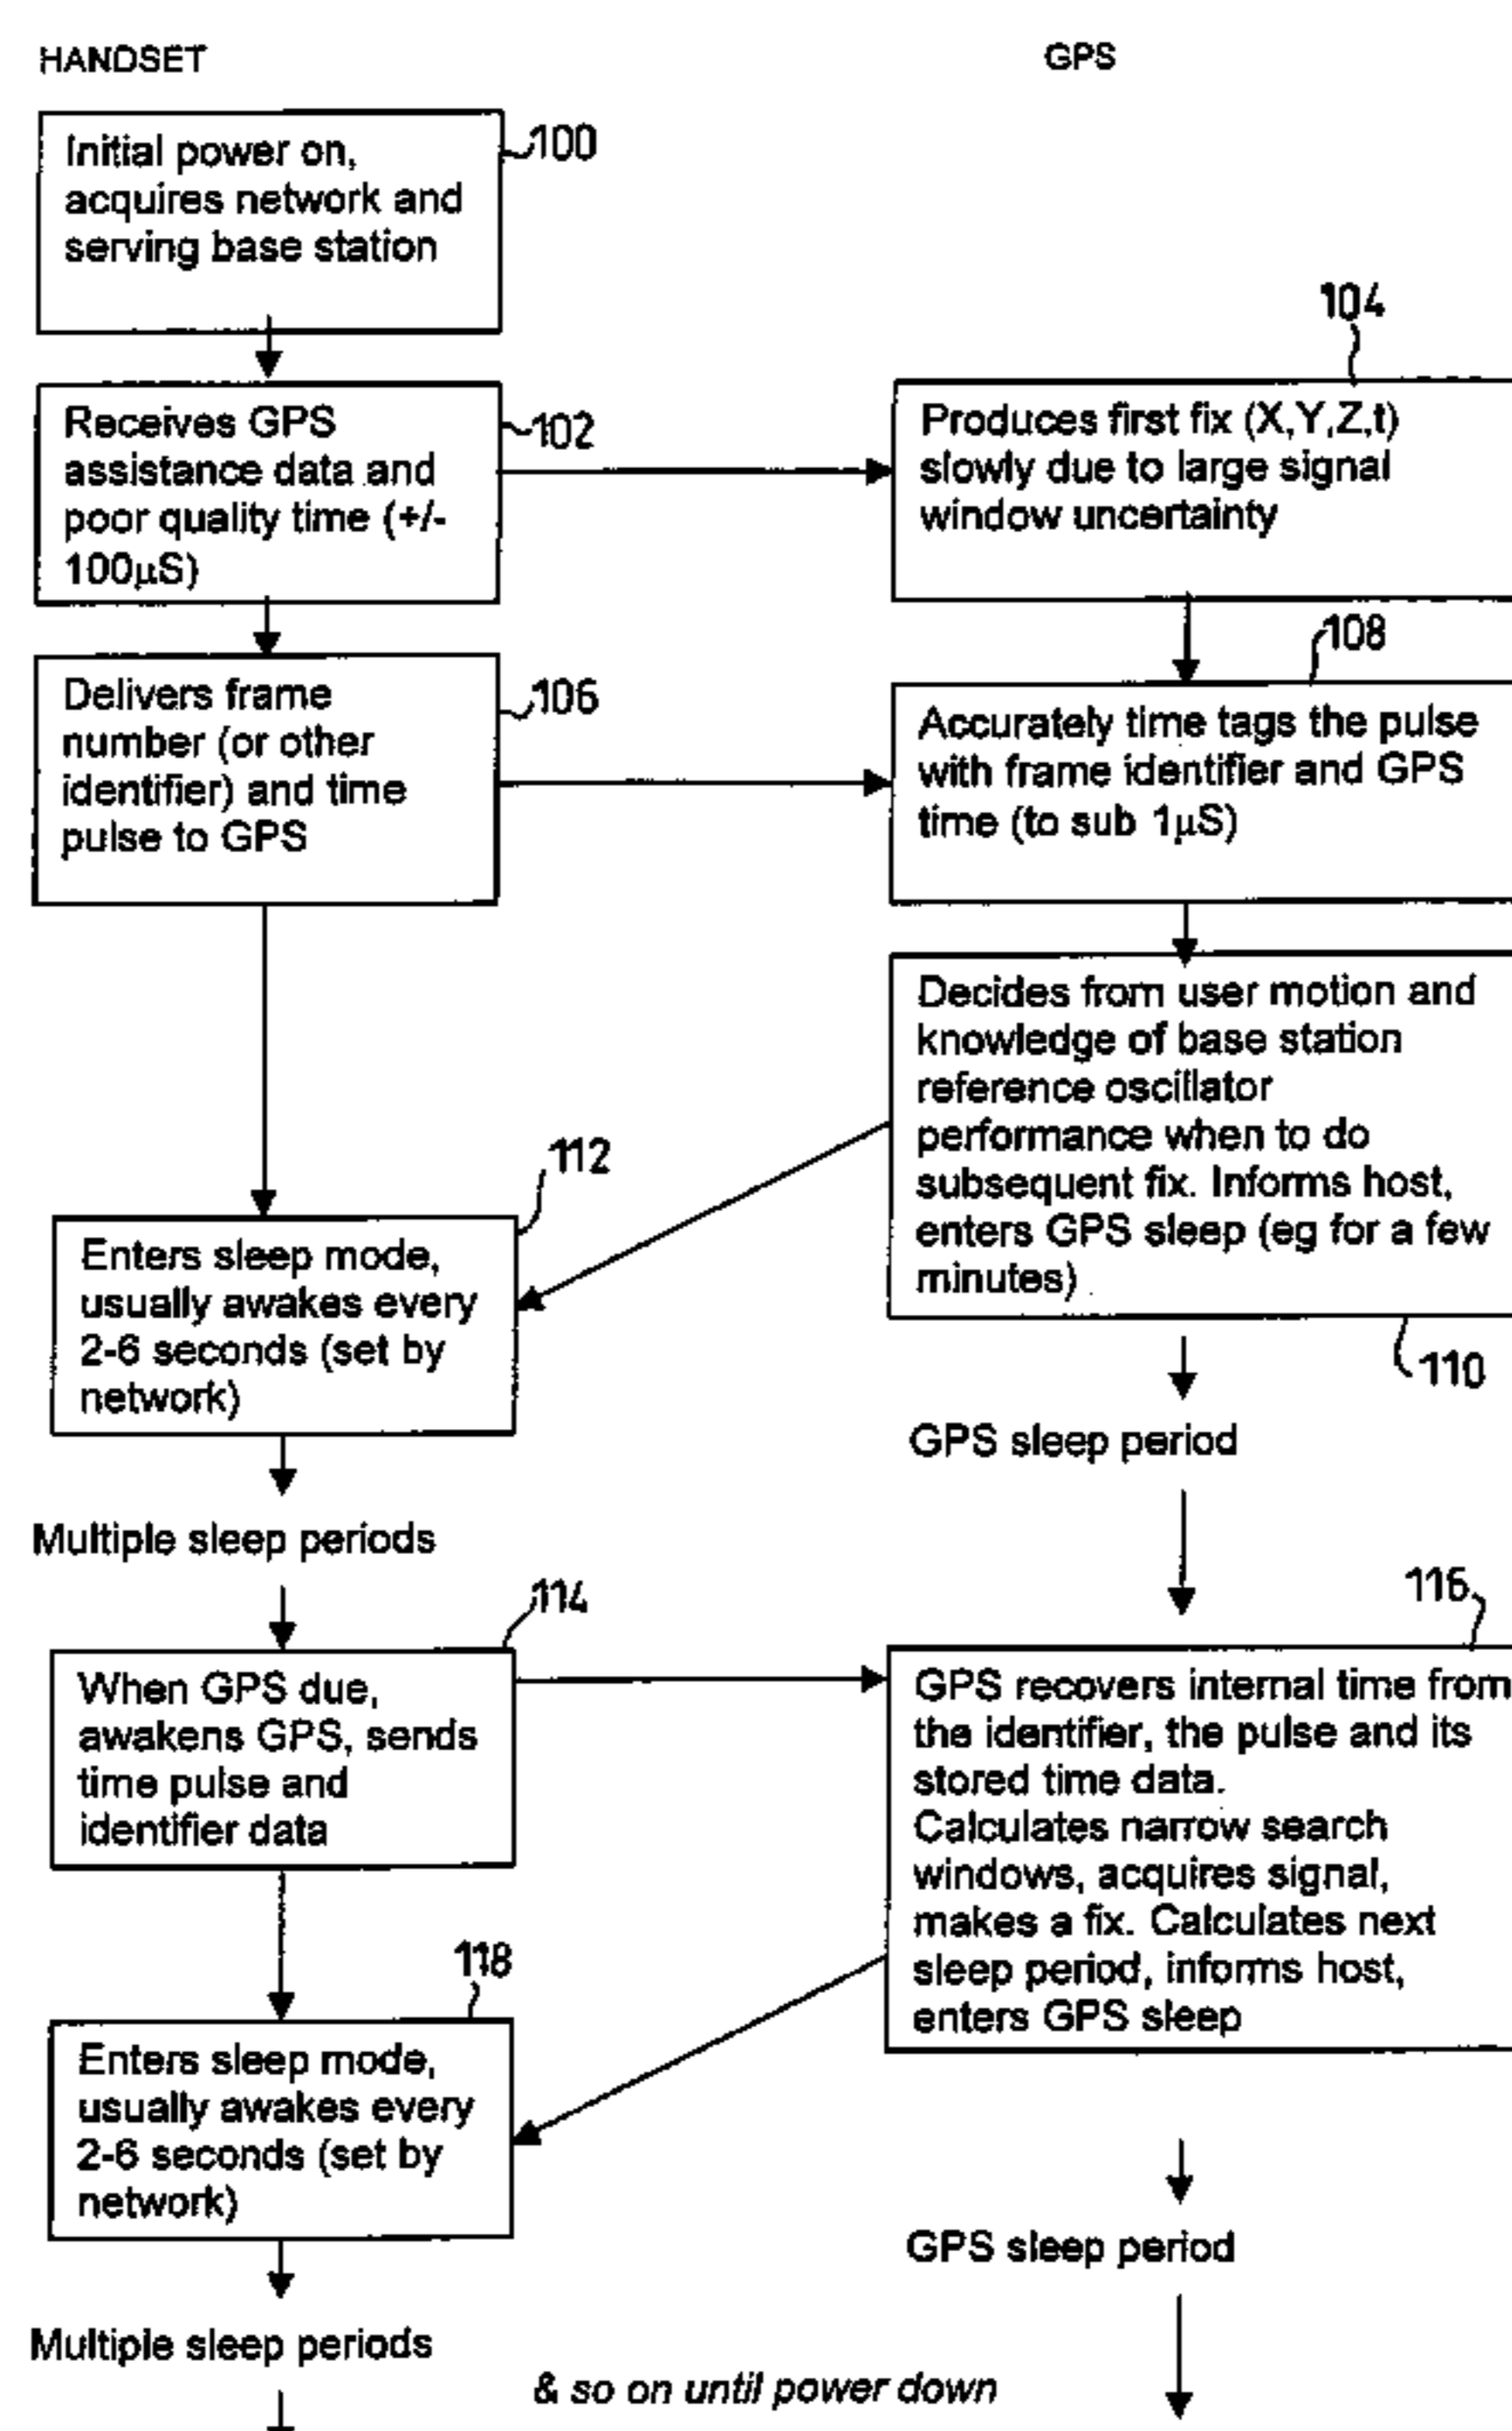 HANDSET
GPS
Initial power on,
acquires network and
serving base station
100
104
Receives GPS
assistance data and
poor quality time (+/-
100µS)
102
Produces first fix (X,Y,Z,t)
slowly due to large signal
window uncertainty
108
Delivers frame
number (or other
identifier) and time
pulse to GPS
106
Accurately time tags the pulse
with frame identifier and GPS
time (to sub 1µS)
Decides from user motion and
knowledge of base station
reference oscillator
performance when to do
subsequent fix. Informs host,
enters GPS sleep (eg for a few
minutes)
110
112
Enters sleep mode,
usually awakes every
2-6 seconds (set by
network)
GPS sleep period
Multiple sleep periods
114
116
When GPS due,
awakens GPS, sends
time pulse and
identifier data
GPS recovers internal time from
the identifier, the pulse and its
stored time data.
Calculates narrow search
windows, acquires signal,
makes a fix. Calculates next
sleep period, informs host,
enters GPS sleep
118
Enters sleep mode,
usually awakes every
2-6 seconds (set by
network)
GPS sleep period
Multiple sleep periods
& so on until power down